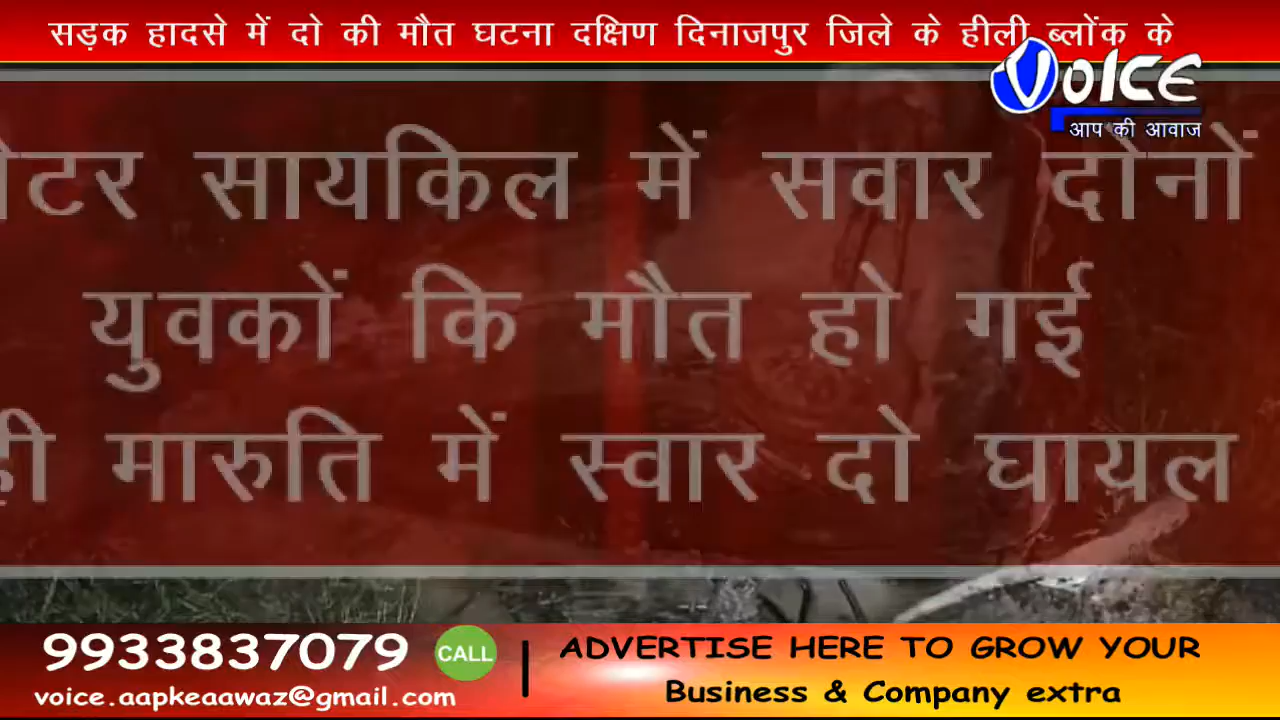 सड़क हादसे में दो की मौत घटना दक्षिण दिनाजपुर जिले के हीली ब्लोंक के
VOICE
आप की आवाज
सायकिल में सवार दोनों
युवकों कि मौत हो गई
मारुति में स्वार दो घायल
9933837079 CALL
voice.aapkeaawaz@gmail.com
ADVERTISE HERE TO GROW YOUR
Business & Company extra